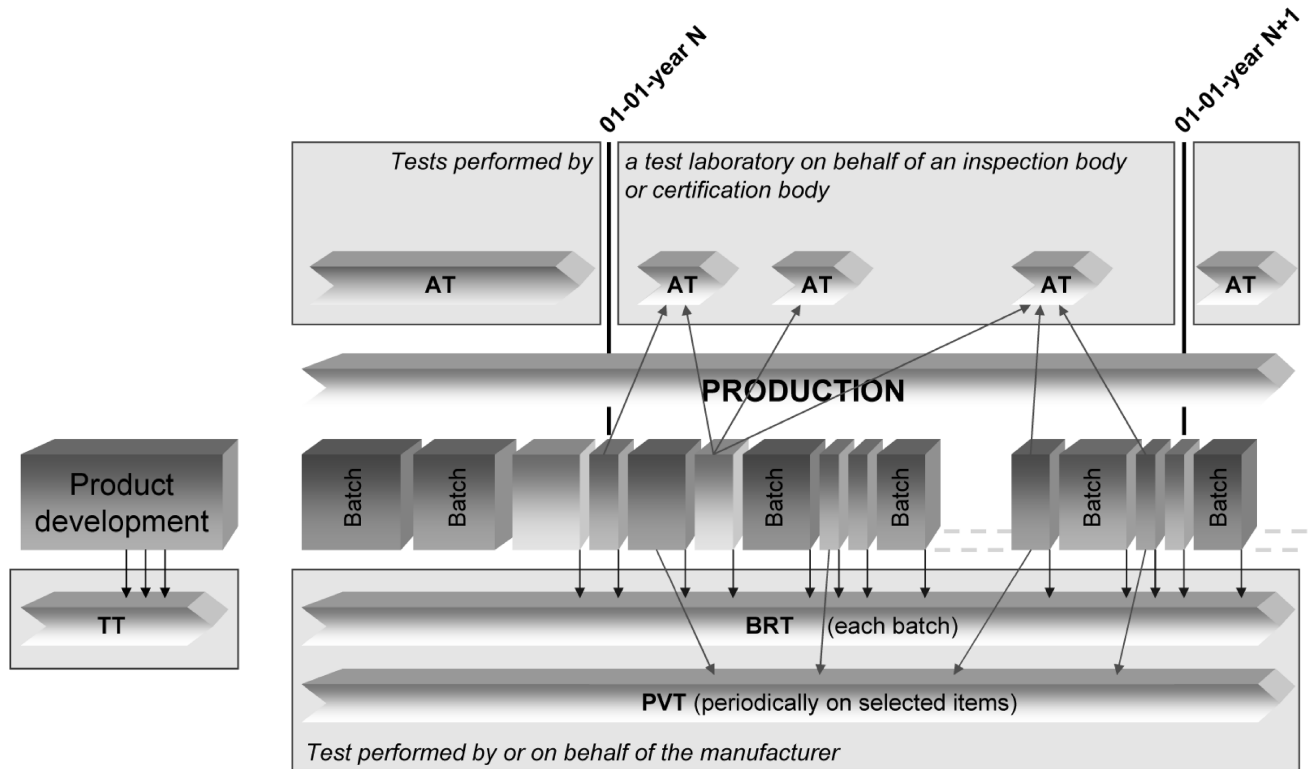 01-01-year N
01-01-year N+1
Tests performed by
a test laboratory on behalf of an inspection body
or certification body
AT
AT
AT
AT
AT
PRODUCTION
Product
development
Batch
Batch
Batch
Batch
Batch
Batch
TT
BRT (each batch)
PVT (periodically on selected items)
Test performed by or on behalf of the manufacturer